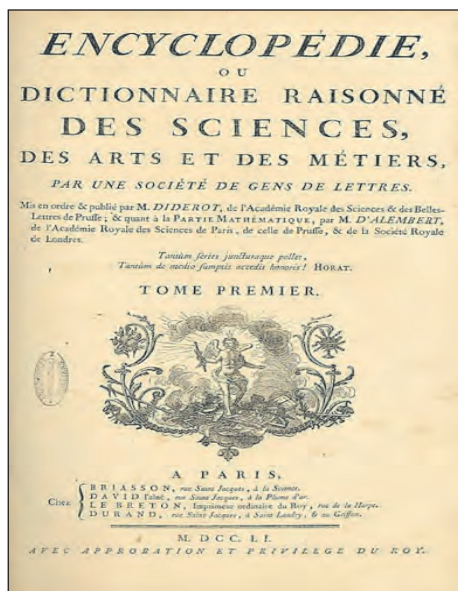 ENCYCLOPÉDIE,
OU
DICTIONNAIRE RAISONNÉ
DES SCIENCES,
DES ARTS ET DES MÉTIERS,
PAR UNE SOCIÉTÉ DE GENS DE LETTRES.
Mis en ordre & publié par M. DIDEROT, de l'Académie Royale des Sciences & des Belles-
Lettres de Prusse; & quant à la PARTIE MATHÉMATIQUE, par M. D'ALEMBERT,
de l'Académie Royale des Sciences de Paris, de celle de Prusse, & de la Société Royale
de Londres.
Tantùm series juncturaque pollet,
Tantùm de medio sumptis accedit honoris! HORAT.
TOME PREMIER.
A PARIS,
Chez
BRIASSON, rue Saint Jacques, à la Science.
DAVID l'aîné, rue Saint Jacques, à la Plume d'or.
LE BRETON, Imprimeur ordinaire du Roy, rue de la Harpe.
DURAND, rue Saint Jacques, à Saint Landry, & au Griffon.
M. DCC. LI.
AVEC APPROBATION ET PRIVILEGE DU ROY.